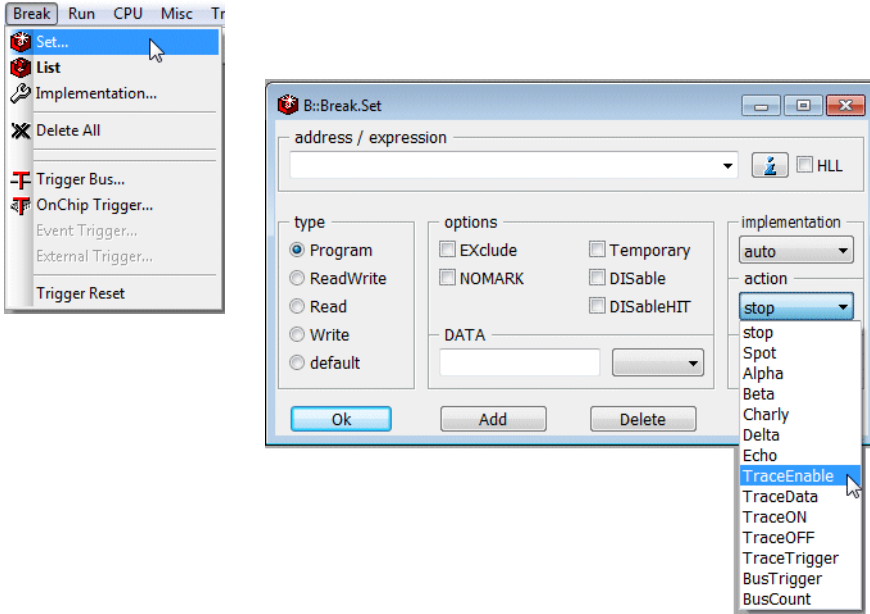 Break Run CPU Misc Tr
Set...
List
Implementation...
Delete All
Trigger Bus...
OnChip Trigger...
Event Trigger...
External Trigger...
Trigger Reset
B::Break.Set
address / expression
HLL
type
Program
ReadWrite
Read
Write
default
options
EXclude
Temporary
NOMARK
DISable
DISableHIT
DATA
implementation
auto
action
stop
stop
Spot
Alpha
Beta
Charly
Delta
Echo
TraceEnable
TraceData
TraceON
TraceOFF
TraceTrigger
BusTrigger
BusCount
Ok
Add
Delete